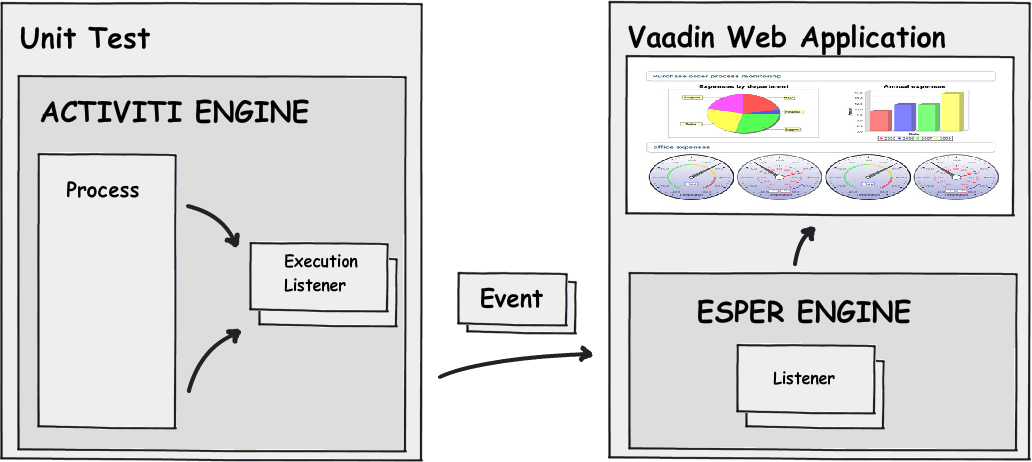 Unit Test
ACTIVITI ENGINE
Process
Execution
Listener
Event
Vaadin Web Application
Purchase order process monitoring
Expenses by department
Annual expenses
Office expenses
ESPER ENGINE
Listener